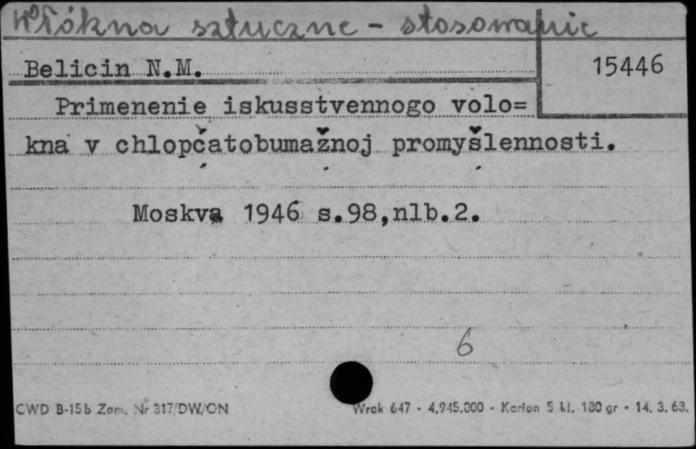 Włókna sztuczne - stosowanie
Belicin N.M. 15446
Primenenie iskusstvennogo volo=
kna v chlopčatobumažnoj promyšlennosti.
Moskva 1946 s.98,nlb.2.
6
CWD B-15b Zam. Nr 317/DW/ON Wrok 647 - 4,945.000 - Karton 5 kl. 180 gr - 14. 3. 63.